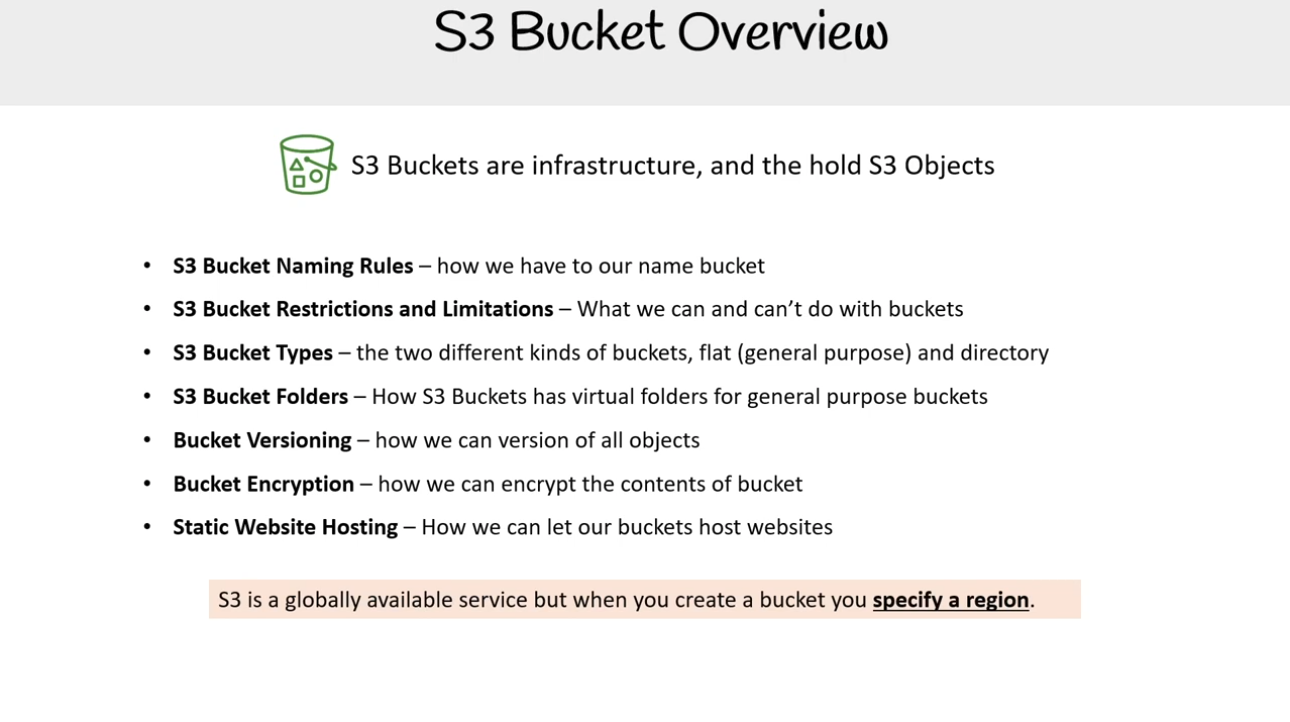 S3 Bucket Overview
S3 Buckets are infrastructure, and the hold S3 Objects
• S3 Bucket Naming Rules – how we have to our name bucket
• S3 Bucket Restrictions and Limitations – What we can and can’t do with buckets
• S3 Bucket Types – the two different kinds of buckets, flat (general purpose) and directory
• S3 Bucket Folders – How S3 Buckets has virtual folders for general purpose buckets
• Bucket Versioning – how we can version of all objects
• Bucket Encryption – how we can encrypt the contents of bucket
• Static Website Hosting – How we can let our buckets host websites
S3 is a globally available service but when you create a bucket you specify a region.